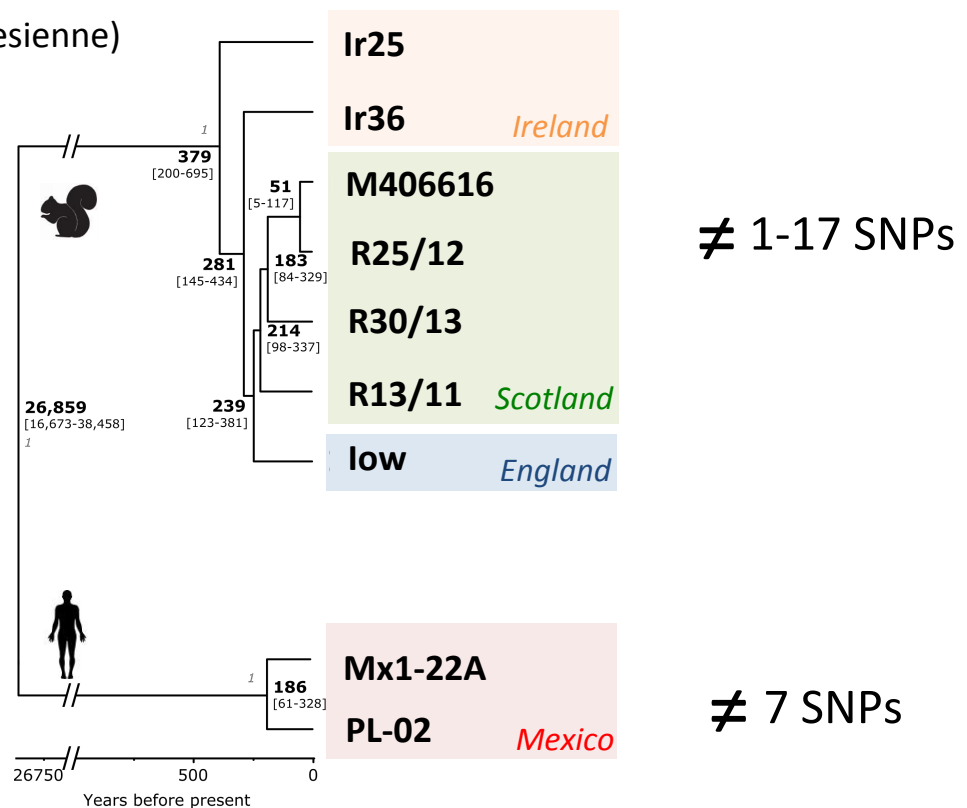 esienne)
Ir25
Ir36
Ireland
1
379
[200-695]
M406616
51
[5-117]
≠ 1-17 SNPs
R25/12
183
[84-329]
281
[145-434]
R30/13
214
[98-337]
R13/11
Scotland
239
[123-381]
26,859
[16,673-38,458]
1
Iow
England
Mx1-22A
1
186
[61-328]
PL-02
Mexico
≠ 7 SNPs
26750
500
0
Years before present